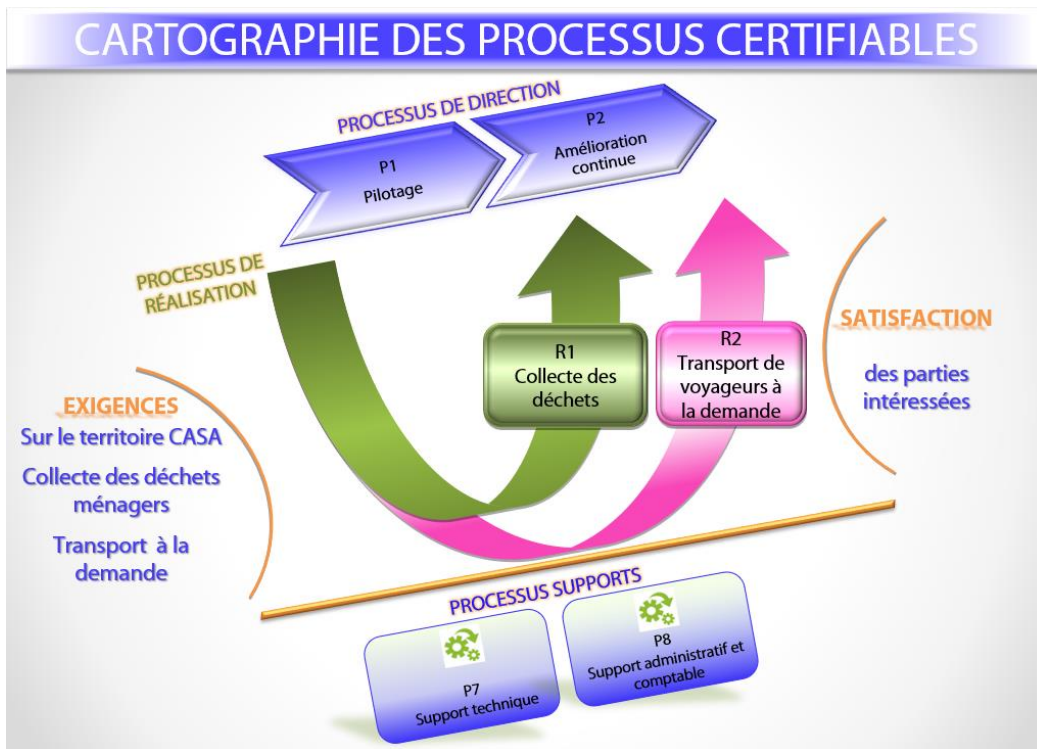 CARTOGRAPHIE DES PROCESSUS CERTIFIABLES
PROCESSUS DE DIRECTION
P1
Pilotage
P2
Amélioration
continue
PROCESSUS DE
RÉALISATION
R1
Collecte des
déchets
R2
Transport de
voyageurs à
la demande
SATISFACTION
des parties
intéressées
EXIGENCES
Sur le territoire CASA
Collecte des déchets
ménagers
Transport à la
demande
PROCESSUS SUPPORTS
P7
Support technique
P8
Support administratif et
comptable